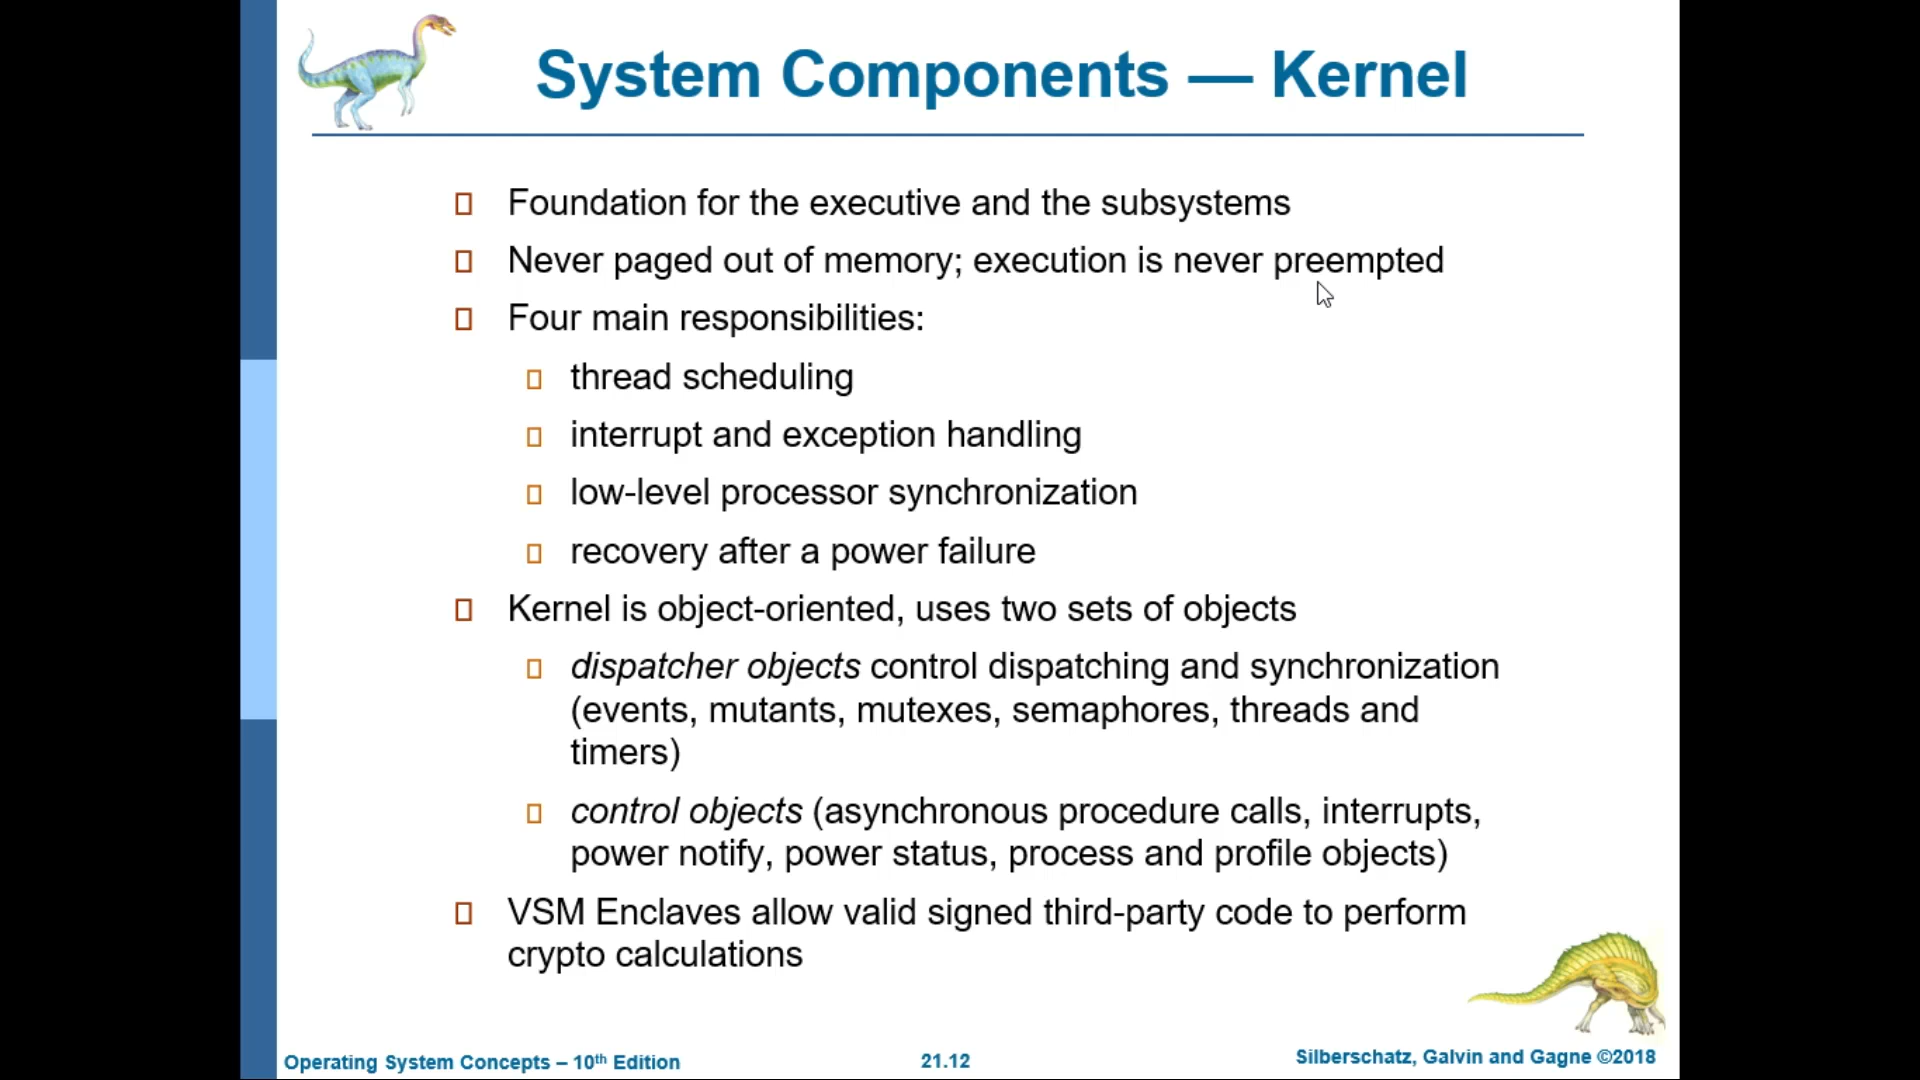 System Components — Kernel
Foundation for the executive and the subsystems
Never paged out of memory; execution is never preempted
Four main responsibilities:
thread scheduling
interrupt and exception handling
low-level processor synchronization
recovery after a power failure
Kernel is object-oriented, uses two sets of objects
dispatcher objects control dispatching and synchronization
(events, mutants, mutexes, semaphores, threads and
timers)
control objects (asynchronous procedure calls, interrupts,
power notify, power status, process and profile objects)
VSM Enclaves allow valid signed third-party code to perform
crypto calculations
Operating System Concepts – 10th Edition
21.12
Silberschatz, Galvin and Gagne ©2018